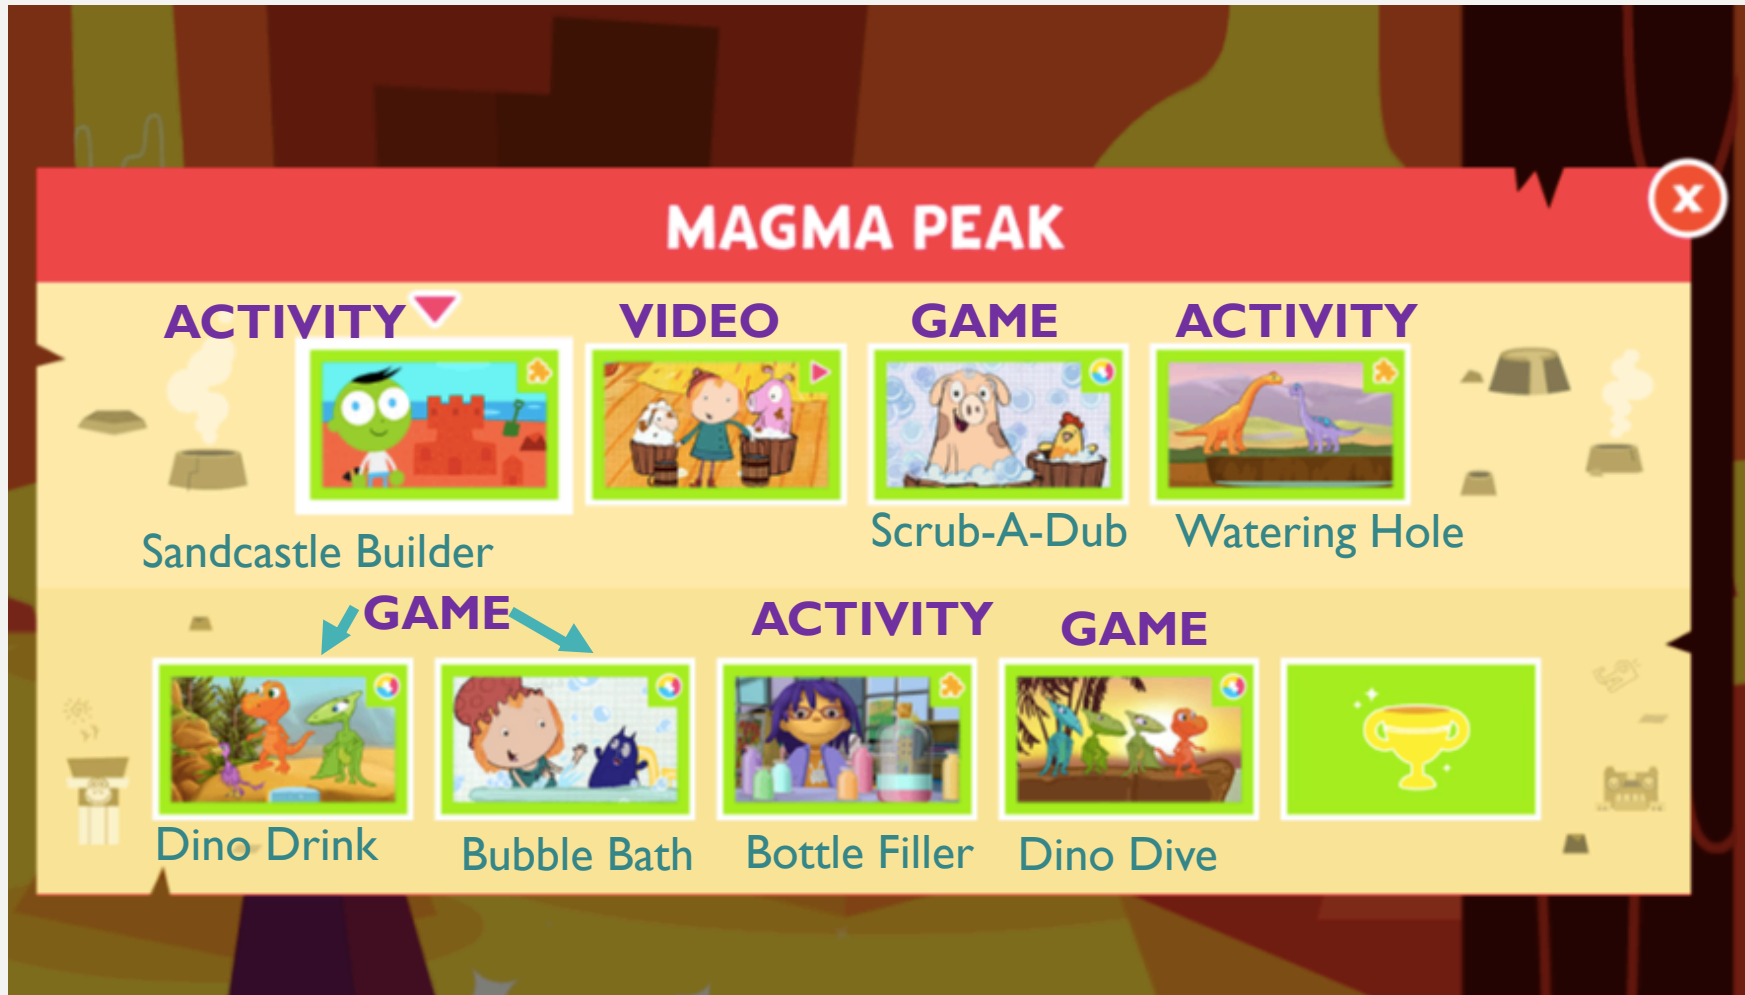 MAGMA PEAK
X
ACTIVITY
VIDEO
GAME
ACTIVITY
Sandcastle Builder
Scrub-A-Dub
Watering Hole
GAME
ACTIVITY
GAME
Dino Drink
Bubble Bath
Bottle Filler
Dino Dive